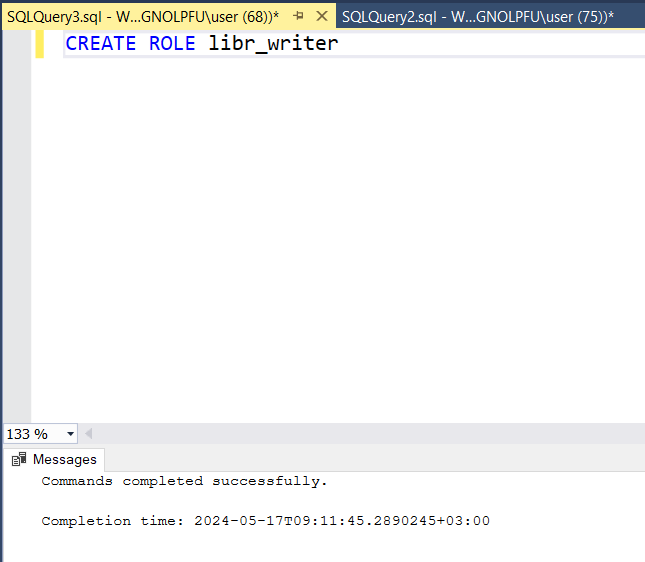 SQLQuery3.sql - W...GNOLPFU\user (68))* SQLQuery2.sql - W...GNOLPFU\user (75))*
CREATE ROLE libr_writer
133 %
Messages
Commands completed successfully.
Completion time: 2024-05-17T09:11:45.2890245+03:00